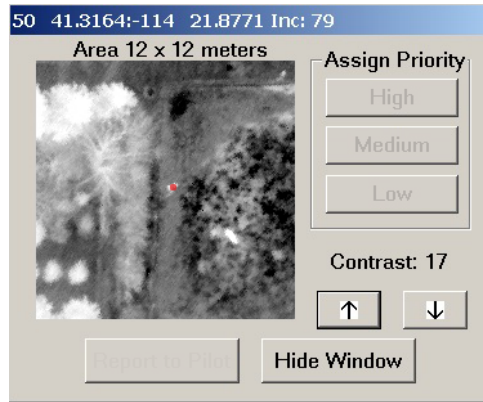 50 41.3164:-114 21.8771 Inc: 79
Area 12 x 12 meters
Assign Priority
High
Medium
Low
Contrast: 17
↑ ↓
Report to Pilot
Hide Window